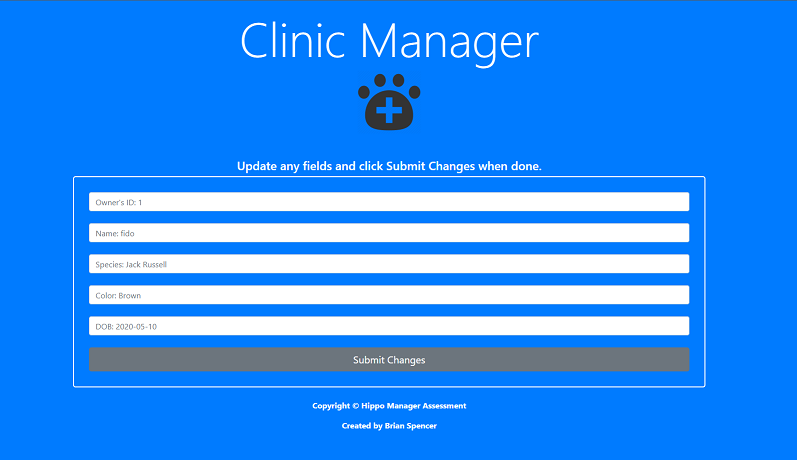 Clinic Manager
Update any fields and click Submit Changes when done.
Owner's ID: 1
Name: fido
Species: Jack Russell
Color: Brown
DOB: 2020-05-10
Submit Changes
Copyright © Hippo Manager Assessment
Created by Brian Spencer